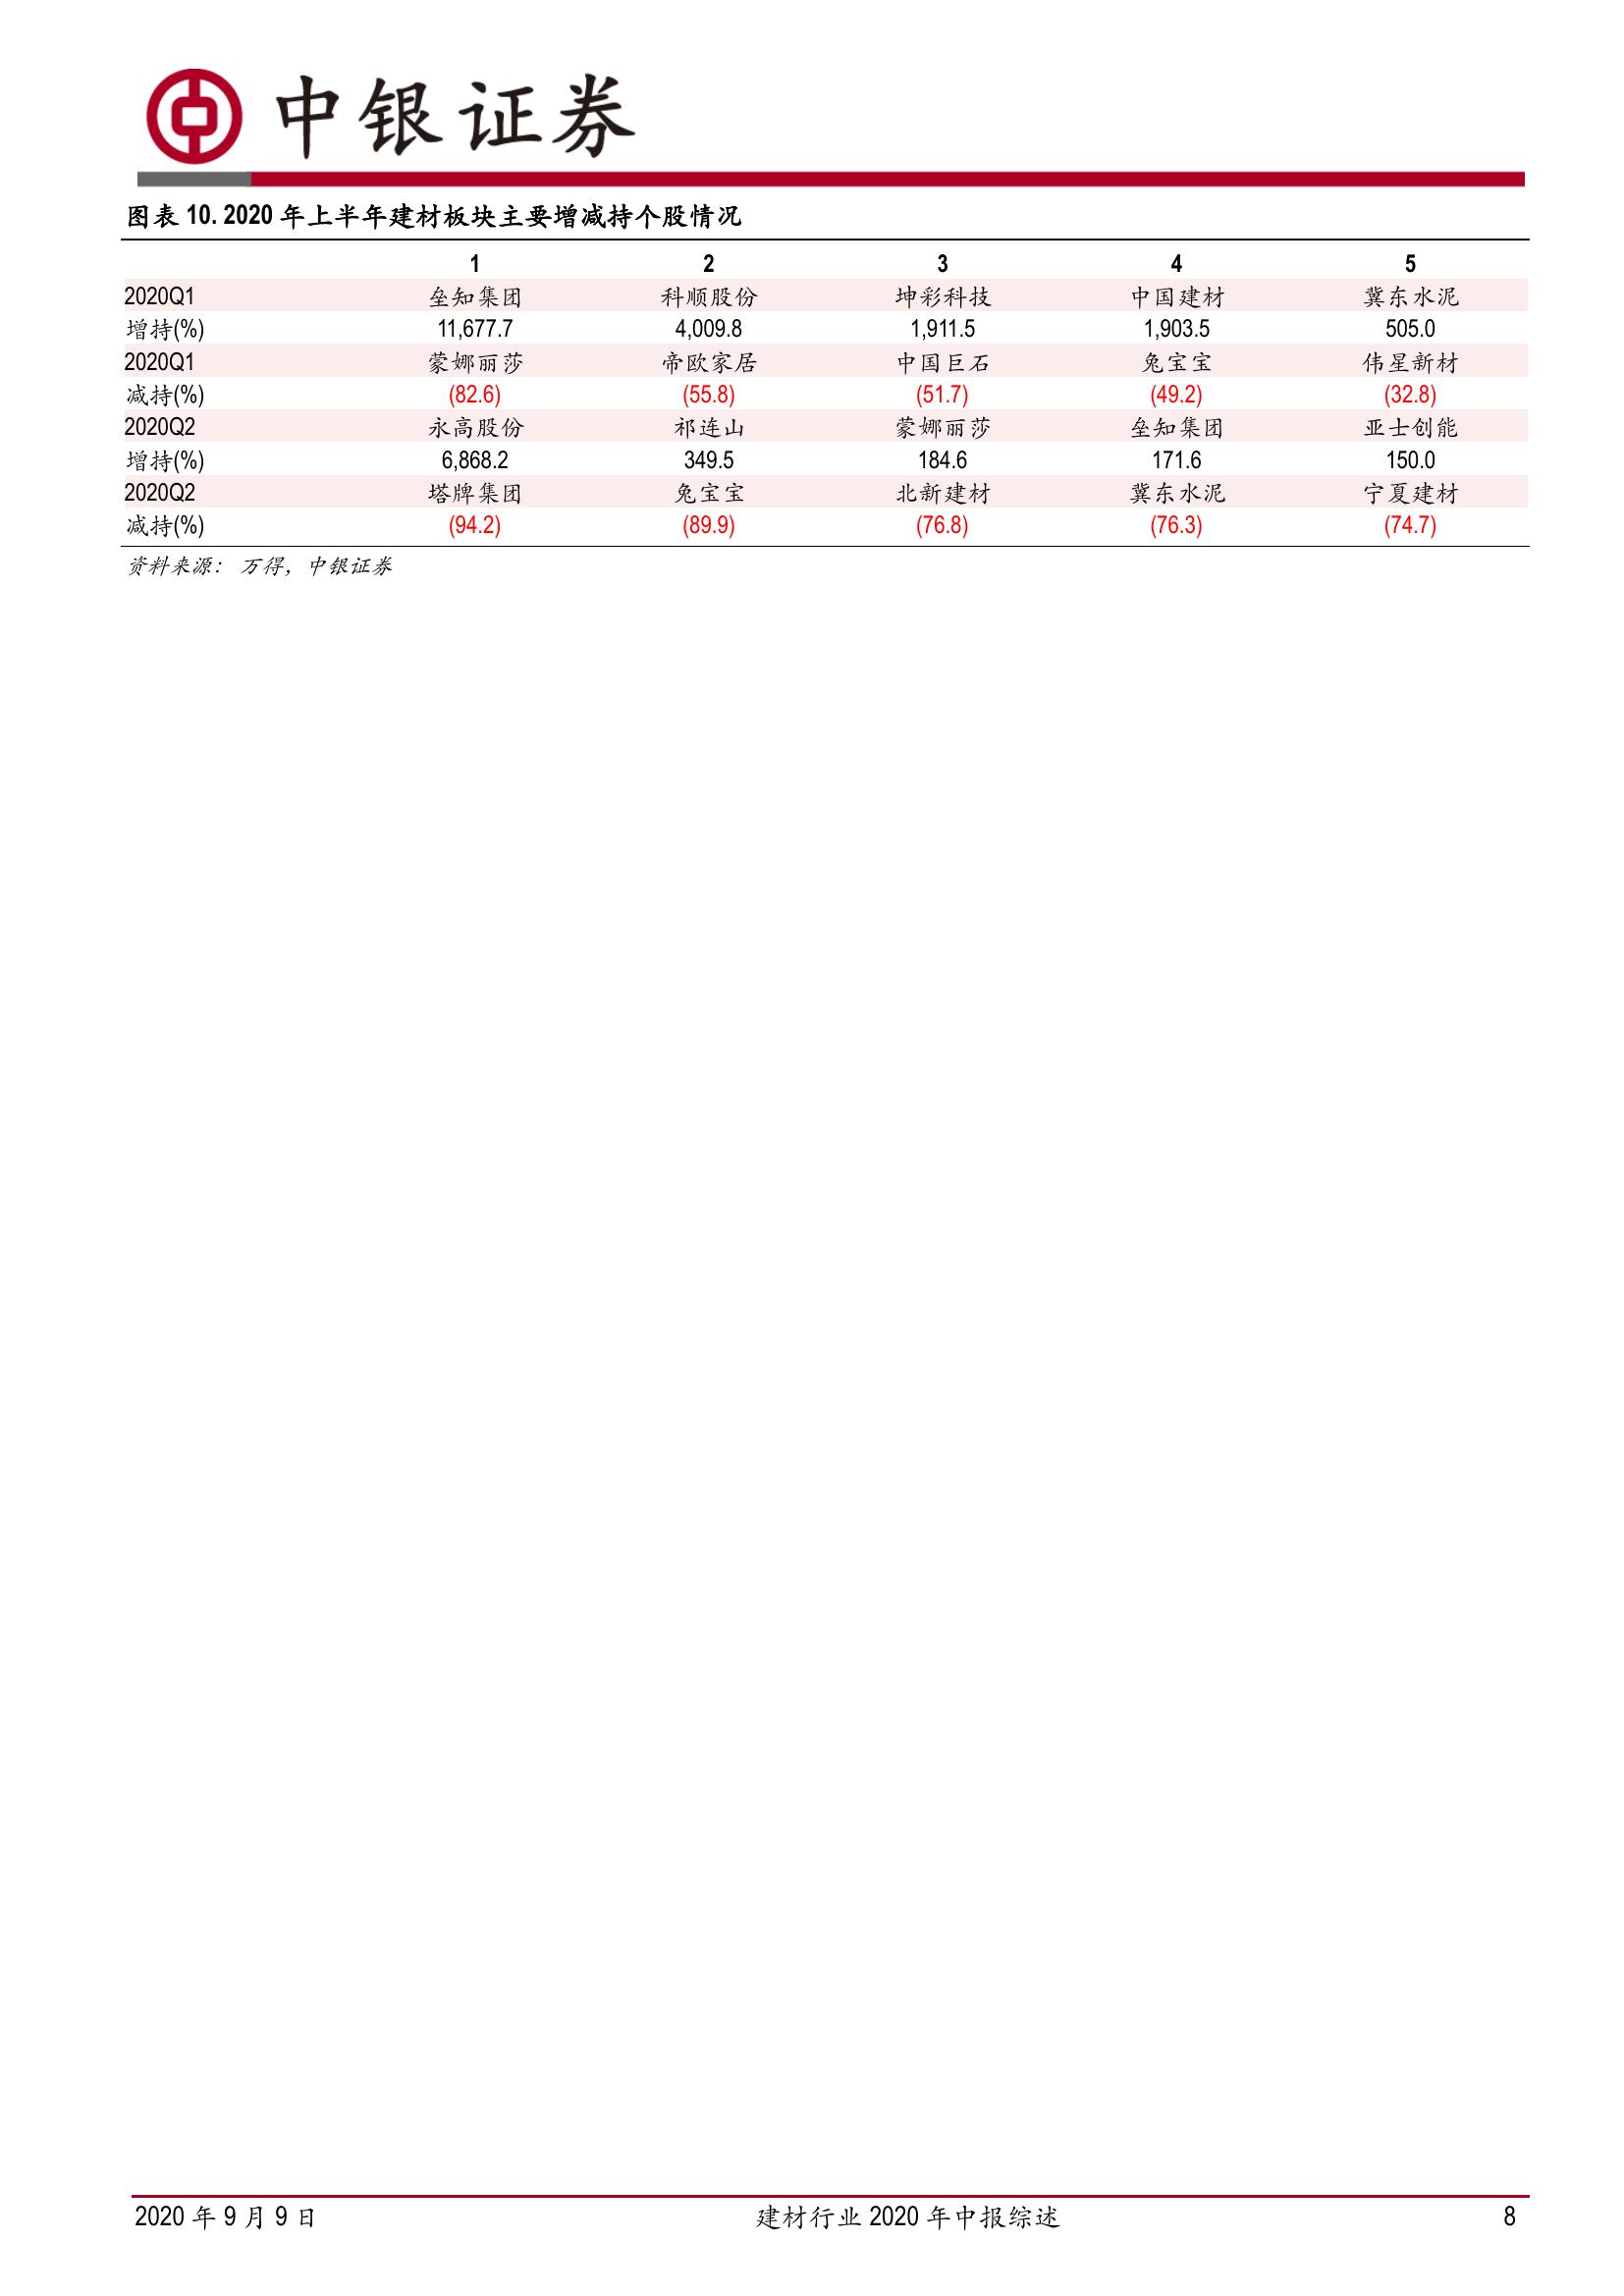 中银证券
图表 10. 2020 年上半年建材板块主要增减持个股情况
1 2 3 4 5
2020Q1 垒知集团 科顺股份 坤彩科技 中国建材 冀东水泥
增持(%) 11,677.7 4,009.8 1,911.5 1,903.5 505.0
2020Q1 蒙娜丽莎 帝欧家居 中国巨石 兔宝宝 伟星新材
减持(%) (82.6) (55.8) (51.7) (49.2) (32.8)
2020Q2 永高股份 祁连山 蒙娜丽莎 垒知集团 亚士创能
增持(%) 6,868.2 349.5 184.6 171.6 150.0
2020Q2 塔牌集团 兔宝宝 北新建材 冀东水泥 宁夏建材
减持(%) (94.2) (89.9) (76.8) (76.3) (74.7)
资料来源： 万得，中银证券
2020 年 9 月 9 日 建材行业 2020 年中报综述 8